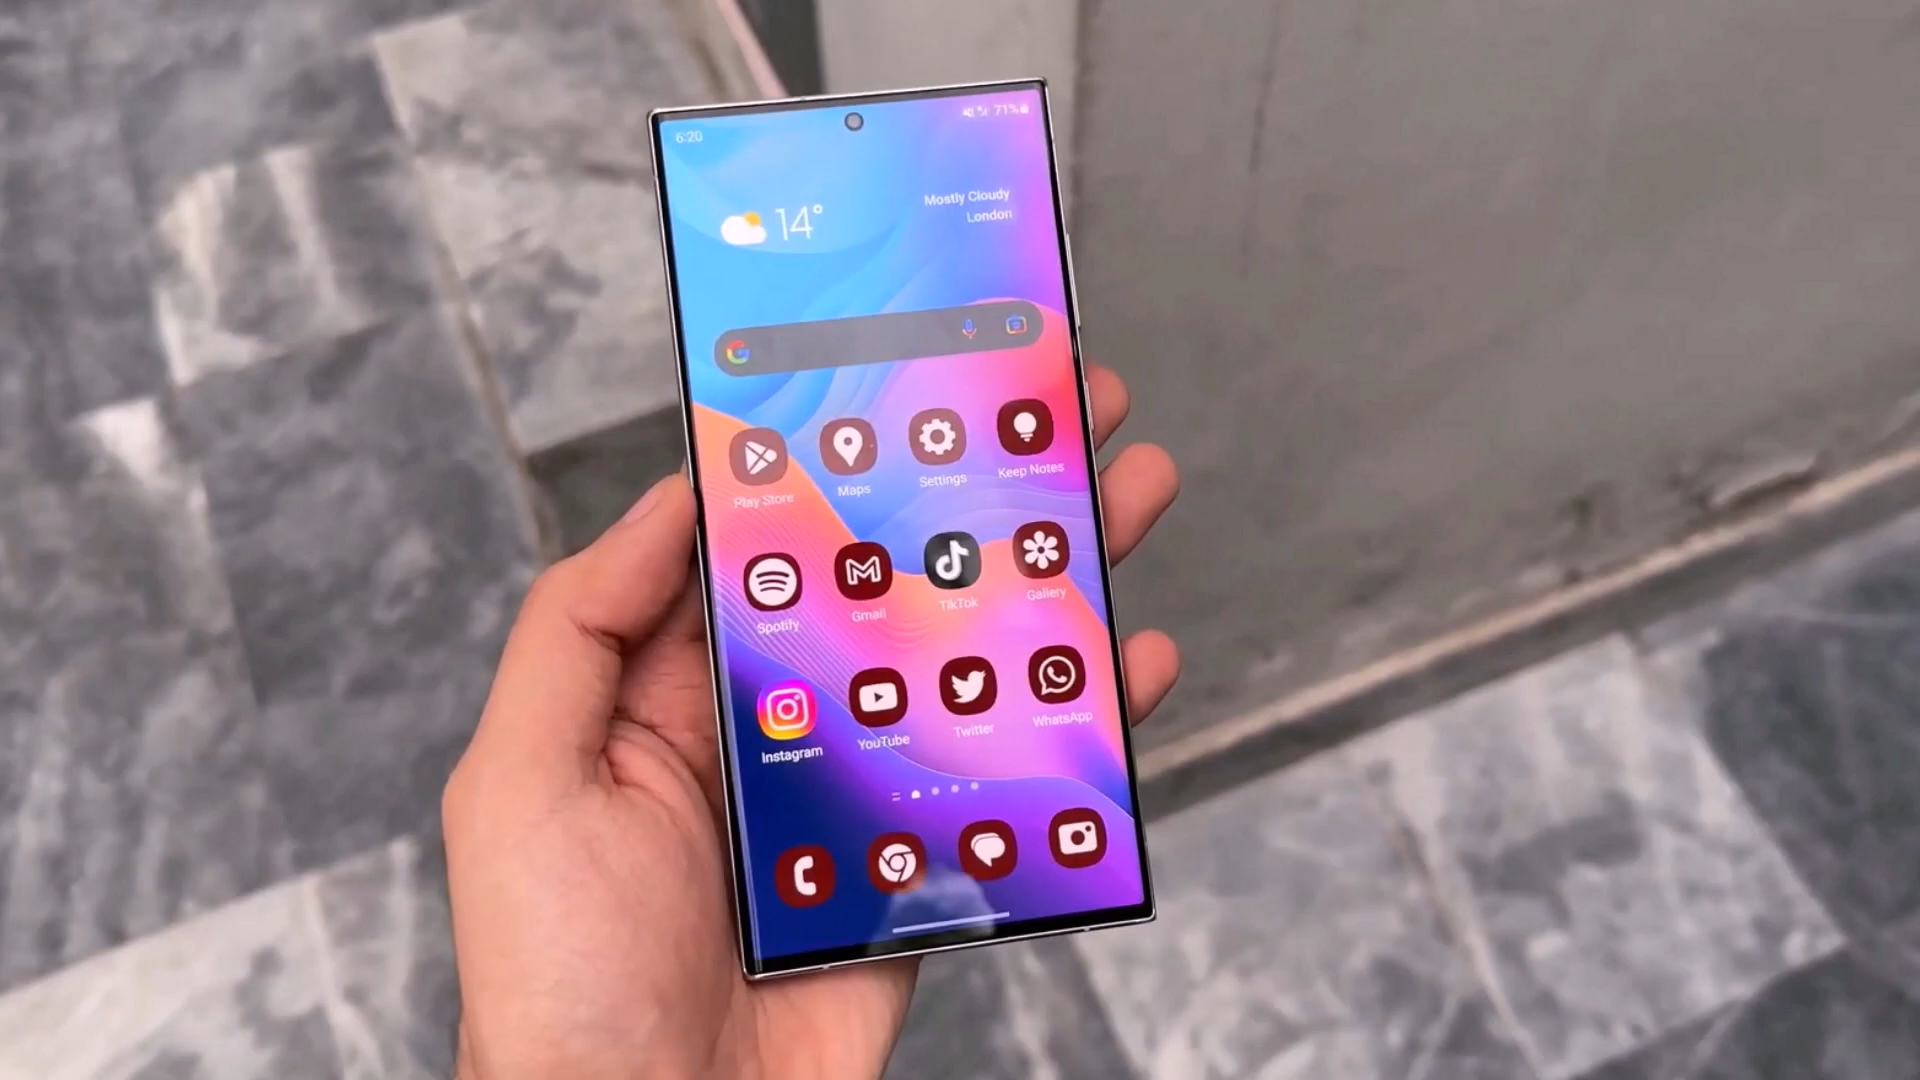 6:20
71%
14°
Mostly Cloudy
London
Play Store
Maps
Settings
Keep Notes
Spotify
Gmail
TikTok
Gallery
Instagram
YouTube
Twitter
WhatsApp